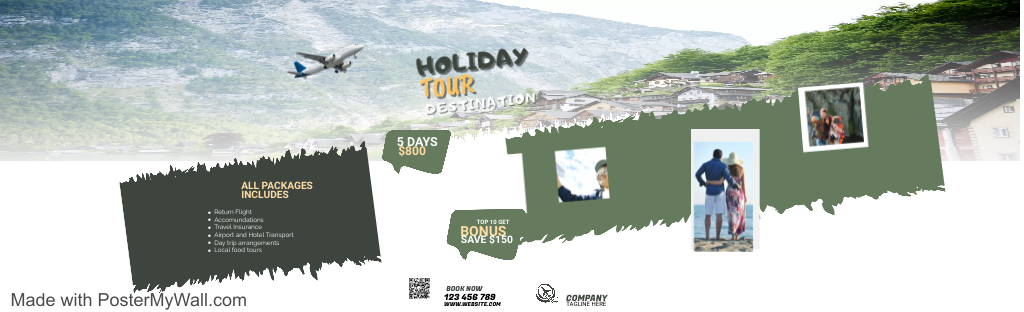 HOLIDAY
TOUR
DESTINATION
5 DAYS
$800
ALL PACKAGES
INCLUDES
Return Flight
Accomundations
Travel Insurance
Airport and Hotel Transport
Day trip arrangements
Local food tours
TOP 10 GET
BONUS
SAVE $150
BOOK NOW
123 456 789
WWW.WEBSITE.COM
COMPANY
TAGLINE HERE
Made with PosterMyWall.com